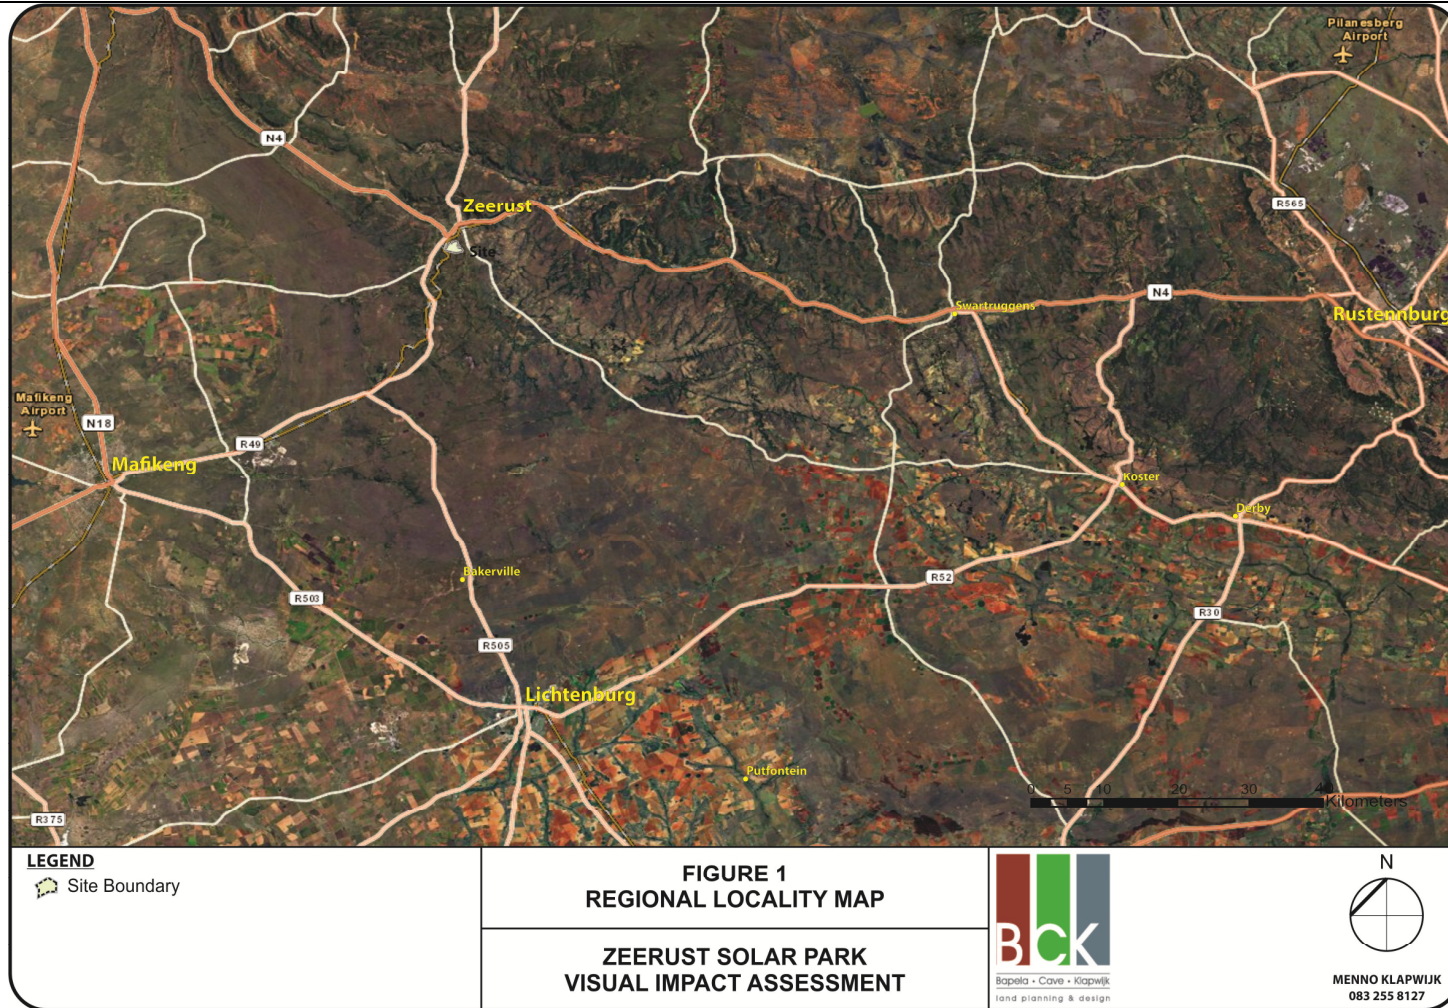 Pilanesberg
Airport
N4
Zeerust
R565
Site
N4
Swartruggens
Rustennburg
Mafikeng
Airport
N18
R49
Mafikeng
Koster
Derby
Bakerville
R52
R503
R30
R505
Lichtenburg
Putfontein
0 5 10 20 30 40
Kilometers
R375
LEGEND
Site Boundary
FIGURE 1
REGIONAL LOCALITY MAP
ZEERUST SOLAR PARK
VISUAL IMPACT ASSESSMENT
BCK
Bapela • Cave • Klapwijk
land planning & design
N
MENNO KLAPWIJK
083 255 8127